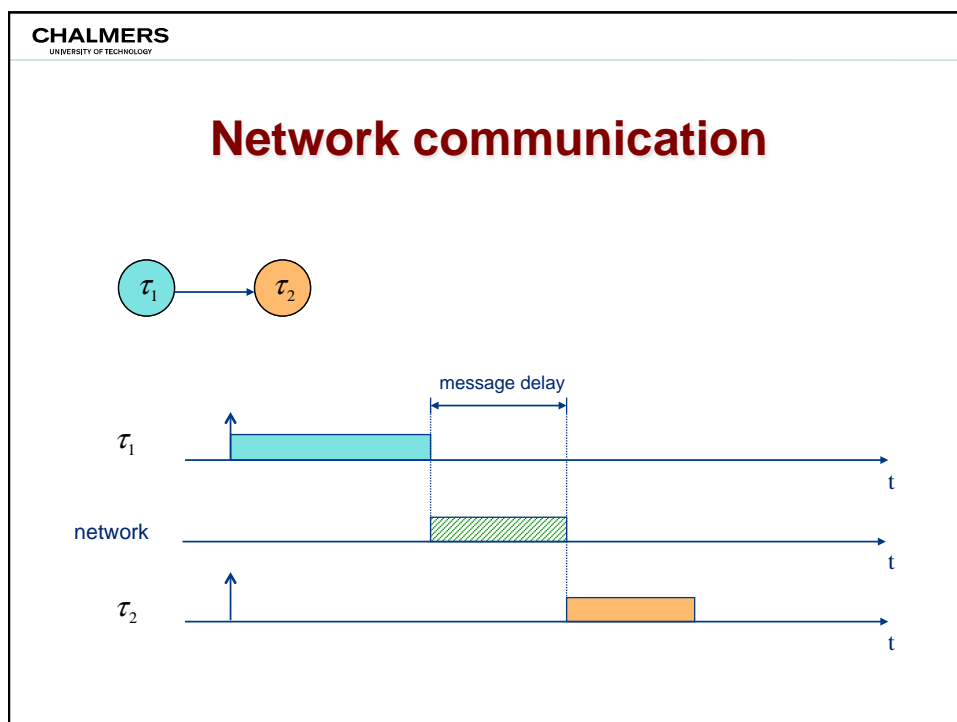 CHALMERS
UNIVERSITY OF TECHNOLOGY
Network communication
τ1 τ2
message delay
τ1
t
network
t
τ2
t